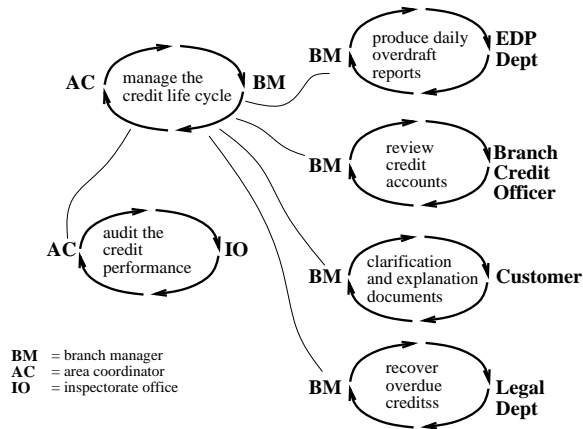 AC
manage the
credit life cycle
BM
BM
produce daily
overdraft
reports
EDP
Dept
BM
review
credit
accounts
Branch
Credit
Officer
AC
audit the
credit
performance
IO
BM
clarification
and explanation
documents
Customer
BM
recover
overdue
creditss
Legal
Dept
BM = branch manager
AC = area coordinator
IO = inspectorate office